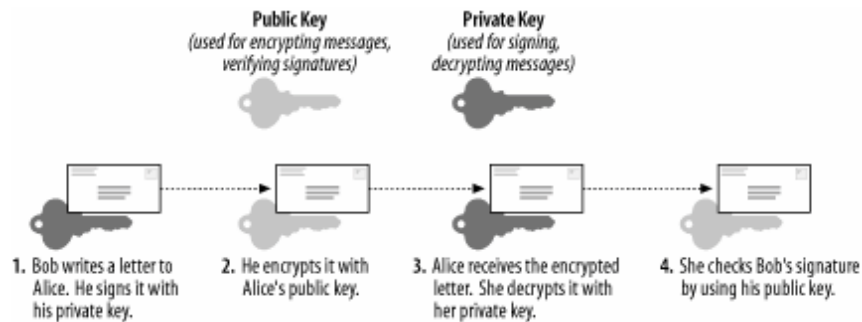 Public Key
(used for encrypting messages,
verifying signatures)
Private Key
(used for signing,
decrypting messages)
1. Bob writes a letter to
Alice. He signs it with
his private key.
2. He encrypts it with
Alice's public key.
3. Alice receives the encrypted
letter. She decrypts it with
her private key.
4. She checks Bob's signature
by using his public key.